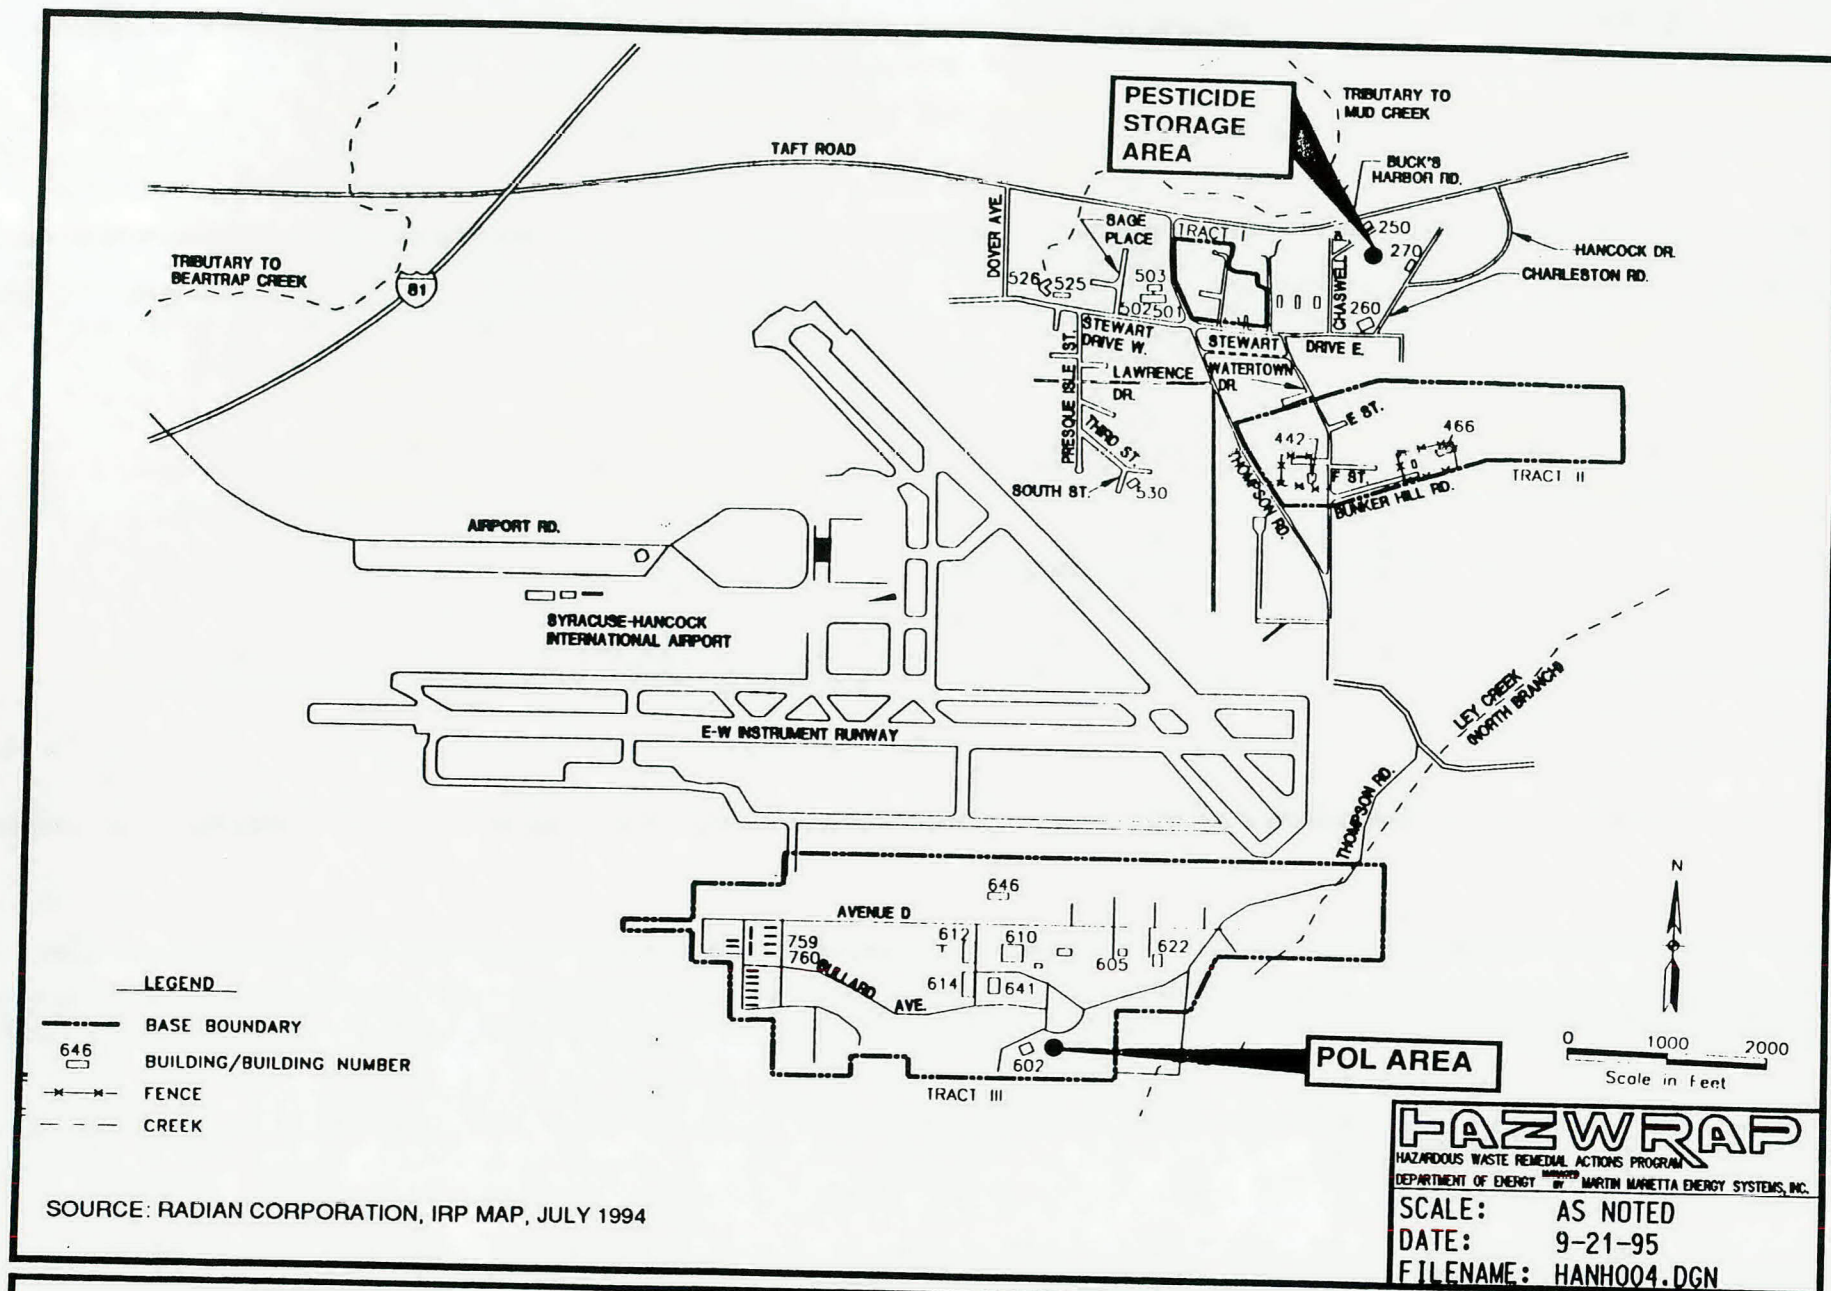 PESTICIDE
STORAGE
AREA
TRIBUTARY TO
MUD CREEK
TAFT ROAD
BUCK'S
HARBOR RD.
DOVER AVE.
SAGE
PLACE
TRACT I
CHASWELL
250
270
HANCOCK DR.
CHARLESTON RD.
TRIBUTARY TO
BEARTRAP CREEK
81
526
525
503
502
501
260
STEWART
DRIVE W.
STEWART
DRIVE E.
PRESQUE ISLE ST.
LAWRENCE
DR.
WATERTOWN
DR.
E ST.
THIRD ST.
442
466
F ST.
TRACT II
SOUTH ST.
530
THOMPSON RD.
BUNKER HILL RD.
AIRPORT RD.
SYRACUSE-HANCOCK
INTERNATIONAL AIRPORT
LEY CREEK
(NORTH BRANCH)
E-W INSTRUMENT RUNWAY
THOMPSON RD.
N
646
AVENUE D
759
760
612
610
605
622
BULLARD
AVE.
614
641
602
POL AREA
TRACT III
LEGEND
BASE BOUNDARY
646
BUILDING/BUILDING NUMBER
FENCE
CREEK
0 1000 2000
Scale in Feet
SOURCE: RADIAN CORPORATION, IRP MAP, JULY 1994
HAZWRAP
HAZARDOUS WASTE REMEDIAL ACTIONS PROGRAM
DEPARTMENT OF ENERGY MANAGED BY MARTIN MARIETTA ENERGY SYSTEMS, INC.
SCALE: AS NOTED
DATE: 9-21-95
FILENAME: HANH004.DGN